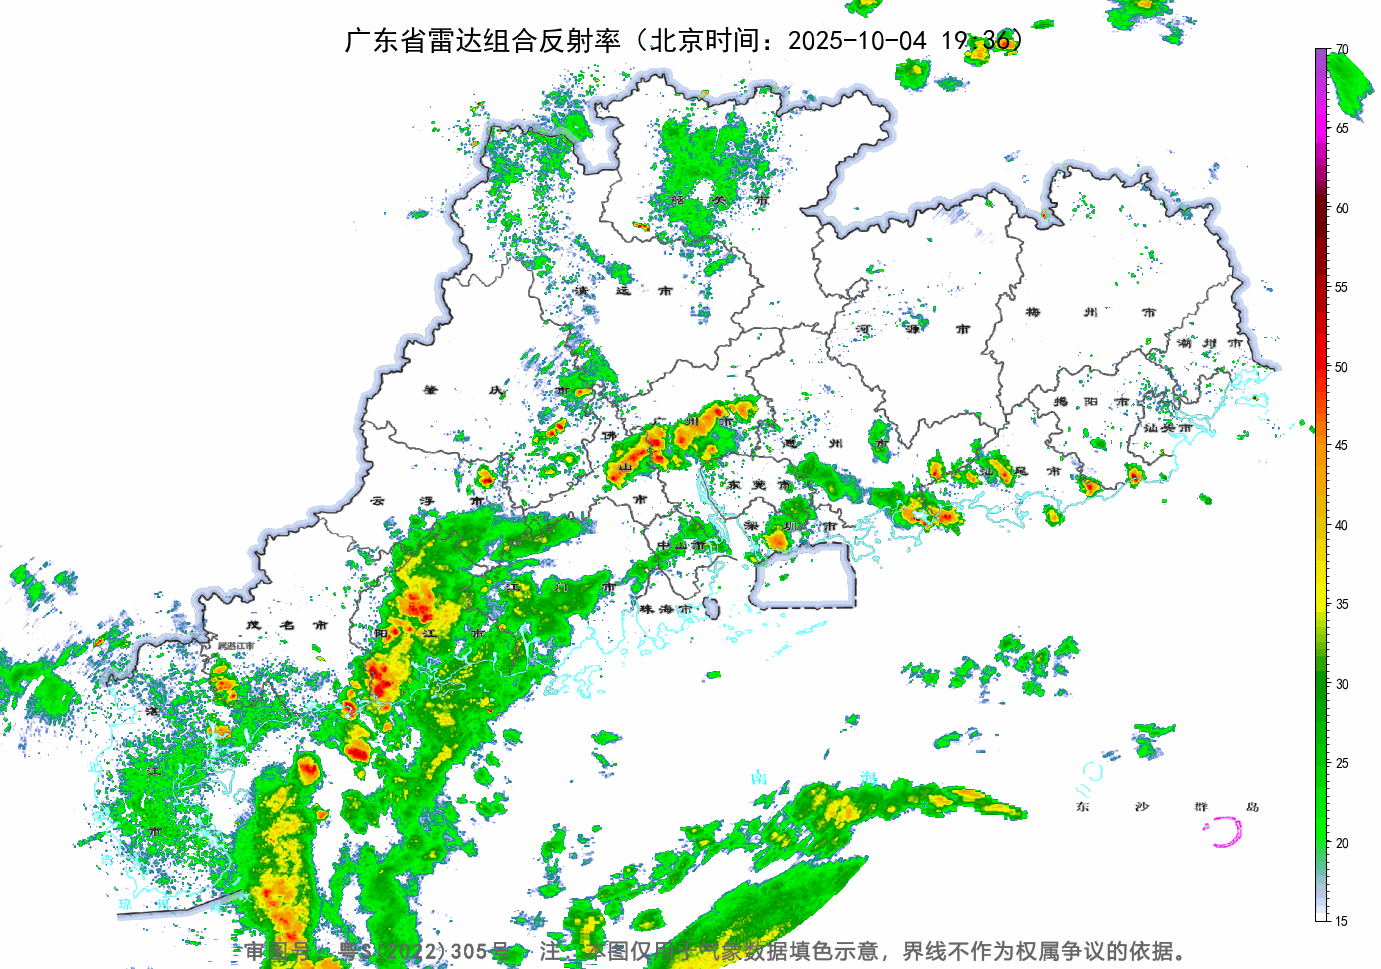 广东省雷达组合反射率（北京时间：2025-10-04 19:36）
70
65
60
55
50
45
40
35
30
25
20
15
韶关市
清远市
河源市
梅州市
潮州市
肇庆市
揭阳市
汕头市
广州市
佛山市
惠州市
汕尾市
东莞市
云浮市
深圳市
中山市
江门市
珠海市
茂名市
属湛江市
阳江市
湛江市
南海
东沙群岛
琼州
审图号：粤S(2022)305号 注：本图仅用于气象数据填色示意，界线不作为权属争议的依据。